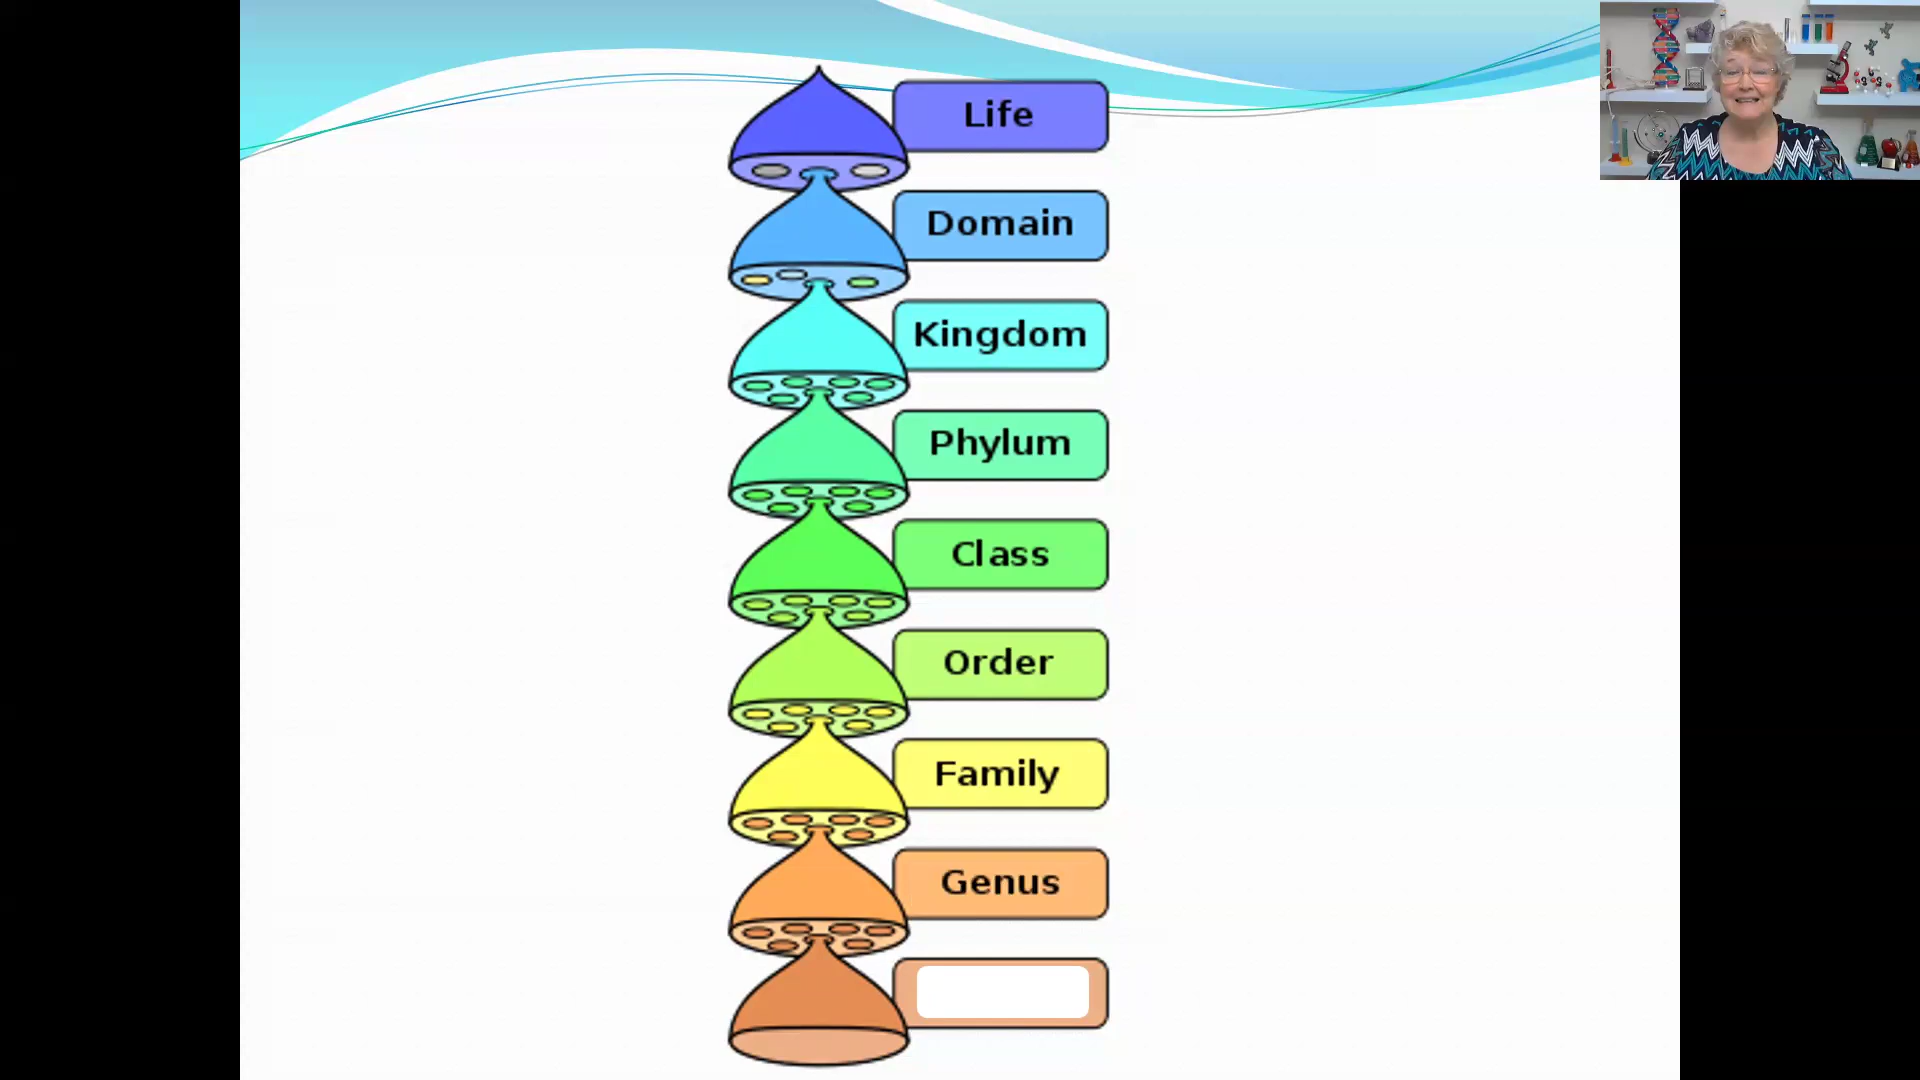 Life
Domain
Kingdom
Phylum
Class
Order
Family
Genus